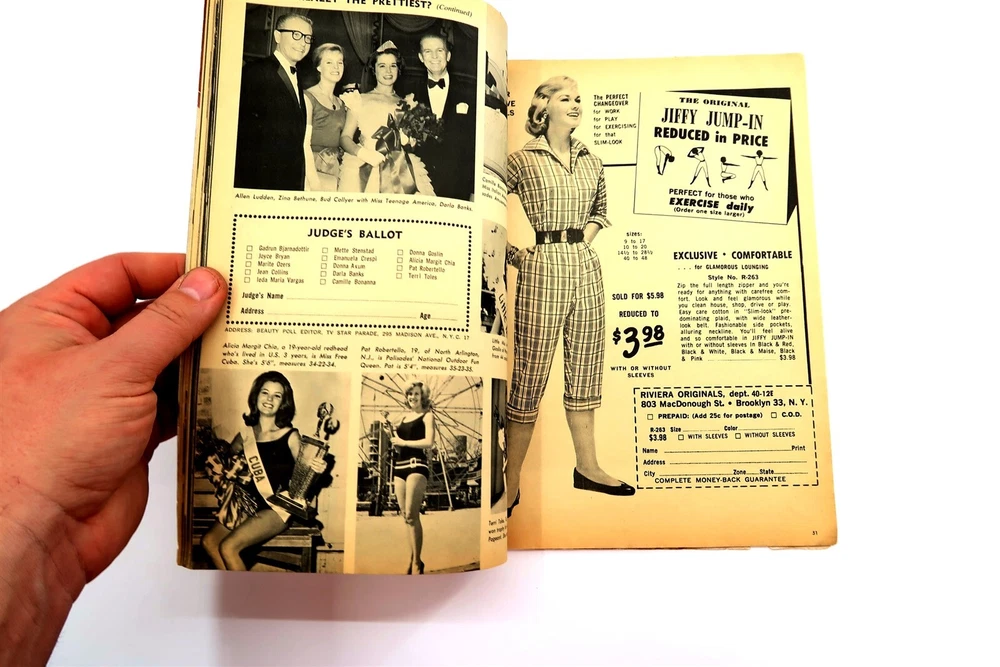 THE PRETTIEST? (Continued)
Allen Ludden, Zina Bethune, Bud Collyer with Miss Teenage America, Darla Banks.
JUDGE'S BALLOT
☐ Gudrun Bjarnadottir
☐ Joyce Bryan
☐ Marite Ozers
☐ Jean Collins
☐ Ieda Maria Vargas
☐ Mette Stenstad
☐ Emanuela Crespi
☐ Donna Axum
☐ Darla Banks
☐ Camille Bonanna
☐ Donna Goslin
☐ Alicia Margit Chia
☐ Pat Robertello
☐ Terri Toles
Judge's Name
Address Age
ADDRESS: BEAUTY POLL EDITOR, TV STAR PARADE, 295 MADISON AVE., N.Y.C. 17
Alicia Margit Chia, a 19-year-old redhead
who's lived in U.S. 3 years, is Miss Free
Cuba. She's 5'6", measures 34-22-34.
Pat Robertello, 19, of North Arlington,
N.J., is Palisades' National Outdoor Fun
Queen. Pat is 5'4", measures 35-23-35.
CUBA
The PERFECT
CHANGEOVER
for WORK
for PLAY
for EXERCISING
for that
SLIM-LOOK
THE ORIGINAL
JIFFY JUMP-IN
REDUCED in PRICE
PERFECT for those who
EXERCISE daily
(Order one size larger)
sizes:
9 to 17
10 to 20
14½ to 28½
40 to 48
SOLD FOR $5.98
REDUCED
TO
$3.98
WITH OR WITHOUT
SLEEVES
EXCLUSIVE • COMFORTABLE
. . . for GLAMOROUS LOUNGING
Style No. R-263
Zip the full length zipper and you're
ready for anything with carefree com-
fort. Look and feel glamorous while
you clean house, shop, drive or play.
Easy care cotton in "Slim-look" pre-
dominating plaid, with wide leather-
look belt. Fashionable side pockets,
alluring neckline. You'll feel alive
and so comfortable in JIFFY JUMP-IN
with or without sleeves in Black & Red,
Black & White, Black & Maise, Black
& Pink $3.98
RIVIERA ORIGINALS, dept. 40-12E
803 MacDonough St. • Brooklyn 33, N. Y.
☐ PREPAID: (Add 25c for postage) ☐ C.O.D.
R-263 Size Color
$3.98 ☐ WITH SLEEVES ☐ WITHOUT SLEEVES
Name Print
Address
City Zone State
COMPLETE MONEY-BACK GUARANTEE
31